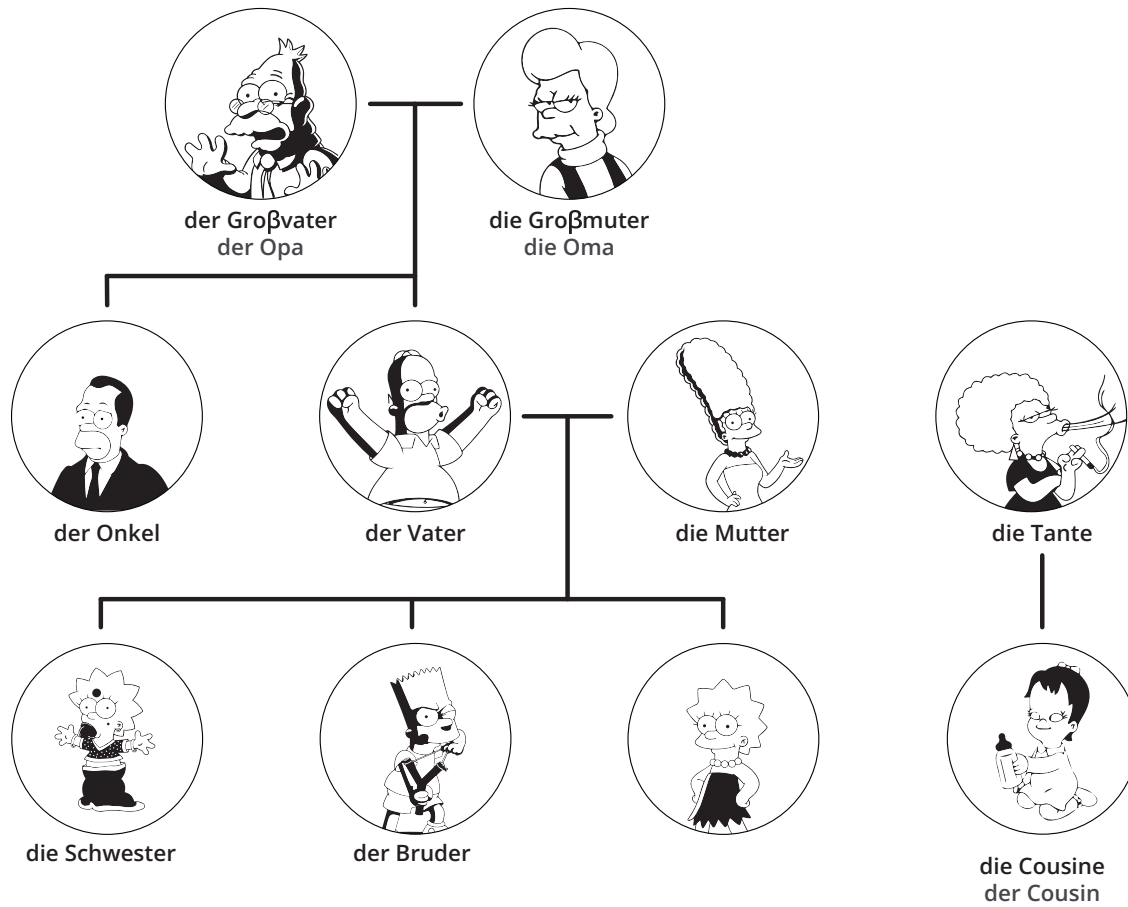 der Groβvater
der Opa
die Groβmuter
die Oma
der Onkel
der Vater
die Mutter
die Tante
die Schwester
der Bruder
die Cousine
der Cousin